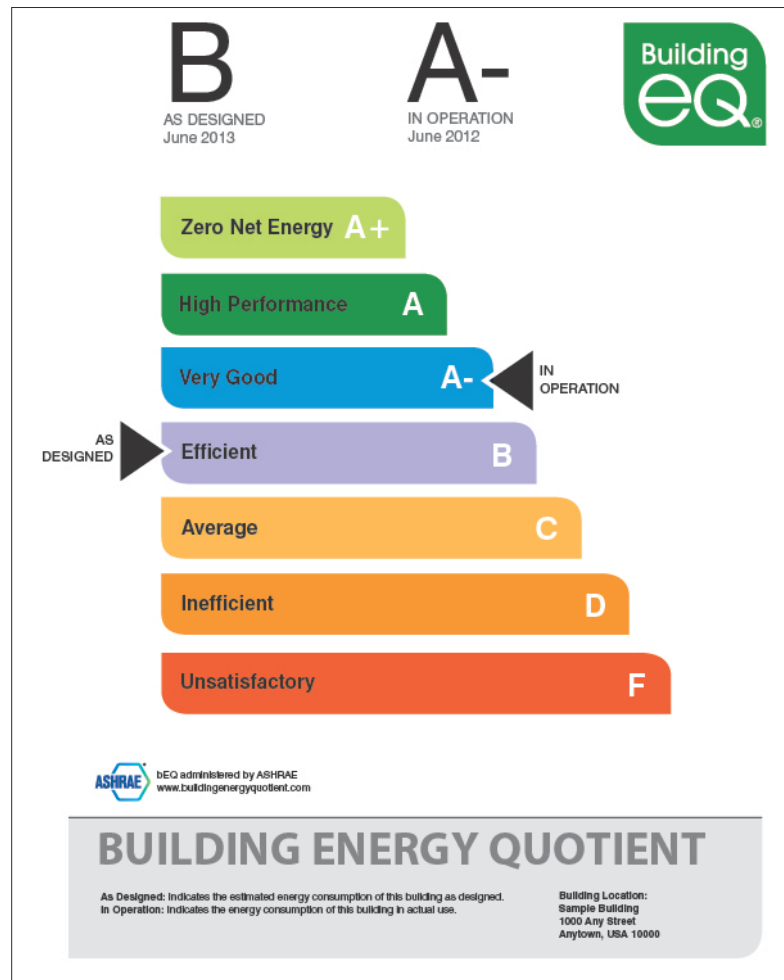 B
AS DESIGNED
June 2013
A-
IN OPERATION
June 2012
Building
eQ®
Zero Net Energy A+
High Performance A
Very Good A-
IN
OPERATION
AS
DESIGNED
Efficient B
Average C
Inefficient D
Unsatisfactory F
ASHRAE
bEQ administered by ASHRAE
www.buildingenergyquotient.com
BUILDING ENERGY QUOTIENT
As Designed: Indicates the estimated energy consumption of this building as designed.
In Operation: Indicates the energy consumption of this building in actual use.
Building Location:
Sample Building
1000 Any Street
Anytown, USA 10000